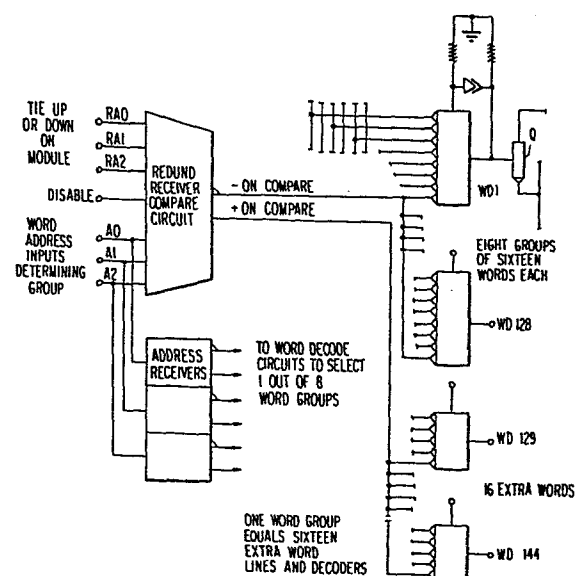 TIE UP
OR DOWN
ON
MODULE
RA0
RA1
RA2
DISABLE
WORD
ADDRESS
INPUTS
DETERMINING
GROUP
A0
A1
A2
REDUND
RECEIVER
COMPARE
CIRCUIT
- ON COMPARE
+ ON COMPARE
Q
WD1
EIGHT GROUPS
OF SIXTEEN
WORDS EACH
WD 128
ADDRESS
RECEIVERS
TO WORD DECODE
CIRCUITS TO SELECT
1 OUT OF 8
WORD GROUPS
WD 129
16 EXTRA WORDS
ONE WORD GROUP
EQUALS SIXTEEN
EXTRA WORD
LINES AND DECODERS
WD 144